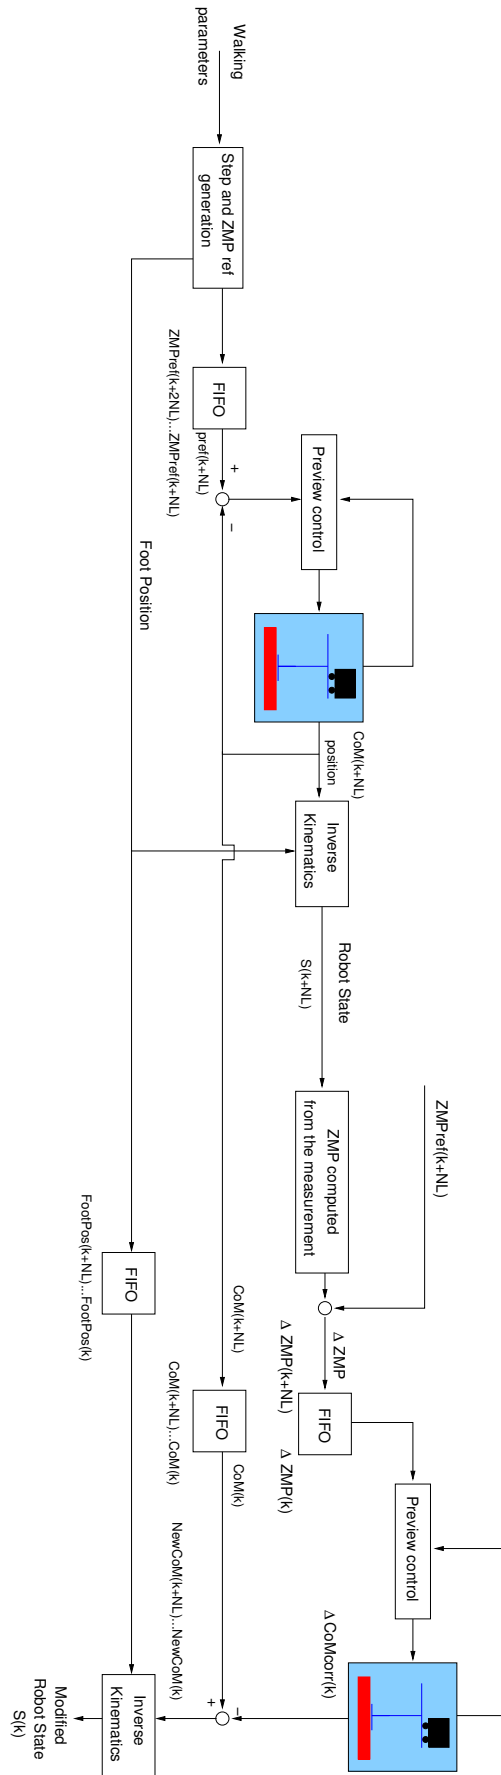 Walking
parameters
Step and ZMP ref
generation
FIFO
ZMPref(k+2NL)...ZMPref(k+NL)
pref(k+NL)
+
−
Preview control
CoM(k+NL)
position
Foot Position
Inverse
Kinematics
Robot State
S(k+NL)
ZMPref(k+NL)
ZMP computed
from the measurement
Δ ZMP
Δ ZMP(k+NL)
FIFO
Δ ZMP(k)
Preview control
Δ CoMcorr(k)
CoM(k+NL)
FIFO
CoM(k+NL)...CoM(k)
CoM(k)
FIFO
FootPos(k+NL)...FootPos(k)
NewCoM(k+NL)...NewCoM(k)
−
+
Inverse
Kinematics
Modified
Robot State
S(k)